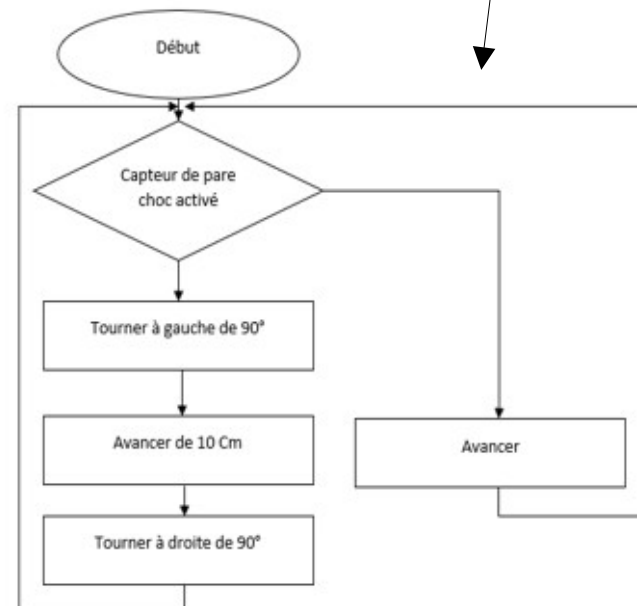 Début
Capteur de pare
choc activé
Tourner à gauche de 90°
Avancer de 10 Cm
Avancer
Tourner à droite de 90°